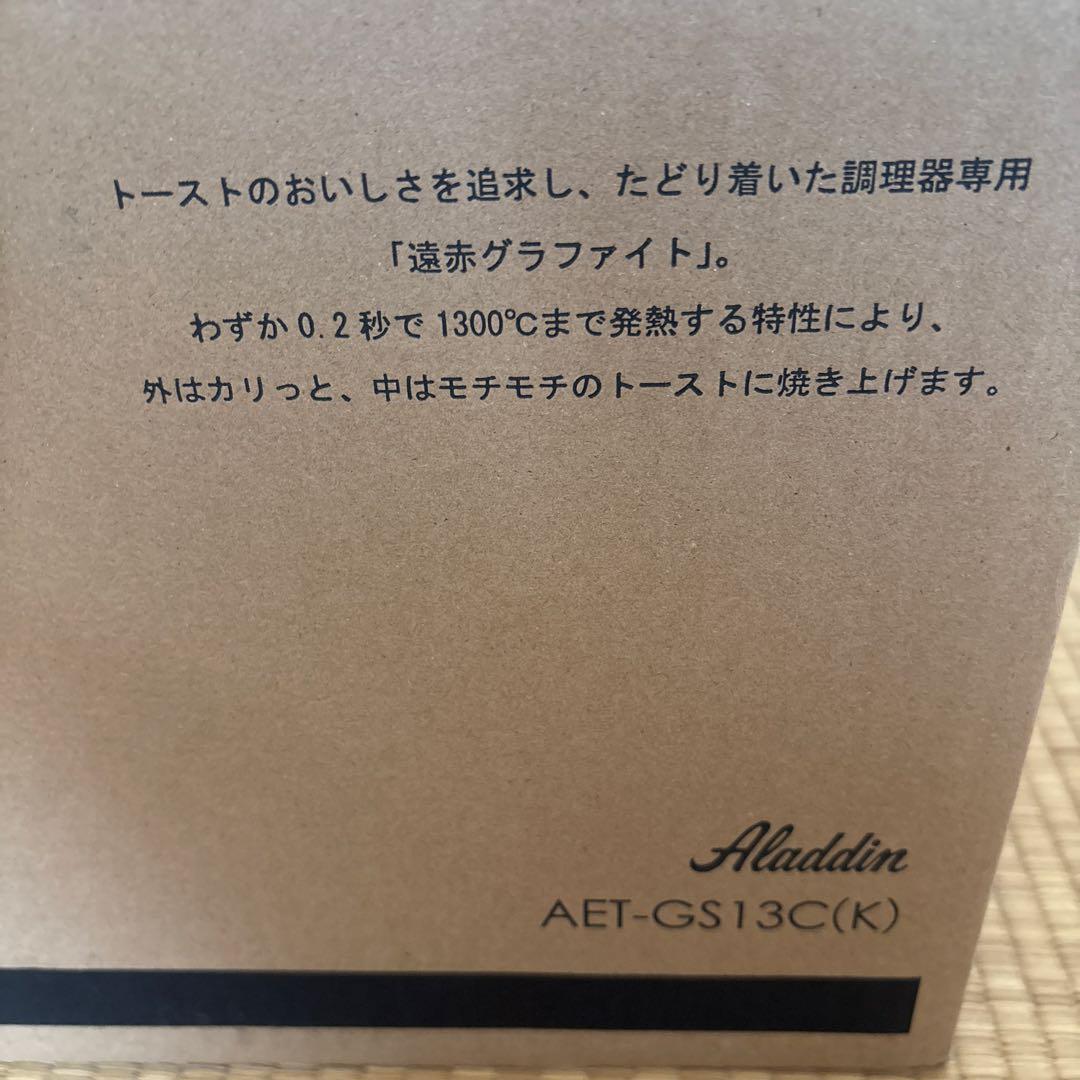 トーストのおいしさを追求し、たどり着いた調理器専用
「遠赤グラファイト」。
わずか0.2秒で1300℃まで発熱する特性により、
外はカリっと、中はモチモチのトーストに焼き上げます。
Aladdin
AET-GS13C(K)